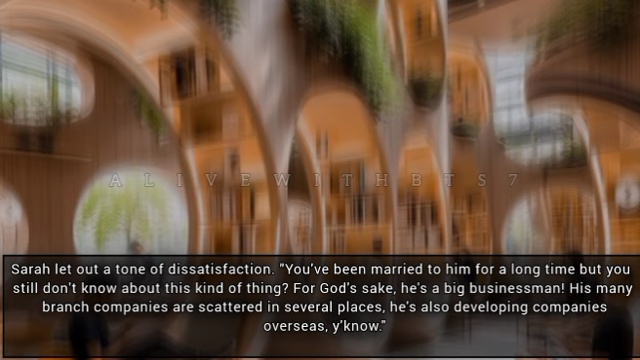 ALIVEWITHBTS7
Sarah let out a tone of dissatisfaction. "You've been married to him for a long time but you
still don't know about this kind of thing? For God's sake, he's a big businessman! His many
branch companies are scattered in several places, he's also developing companies
overseas, y'know."